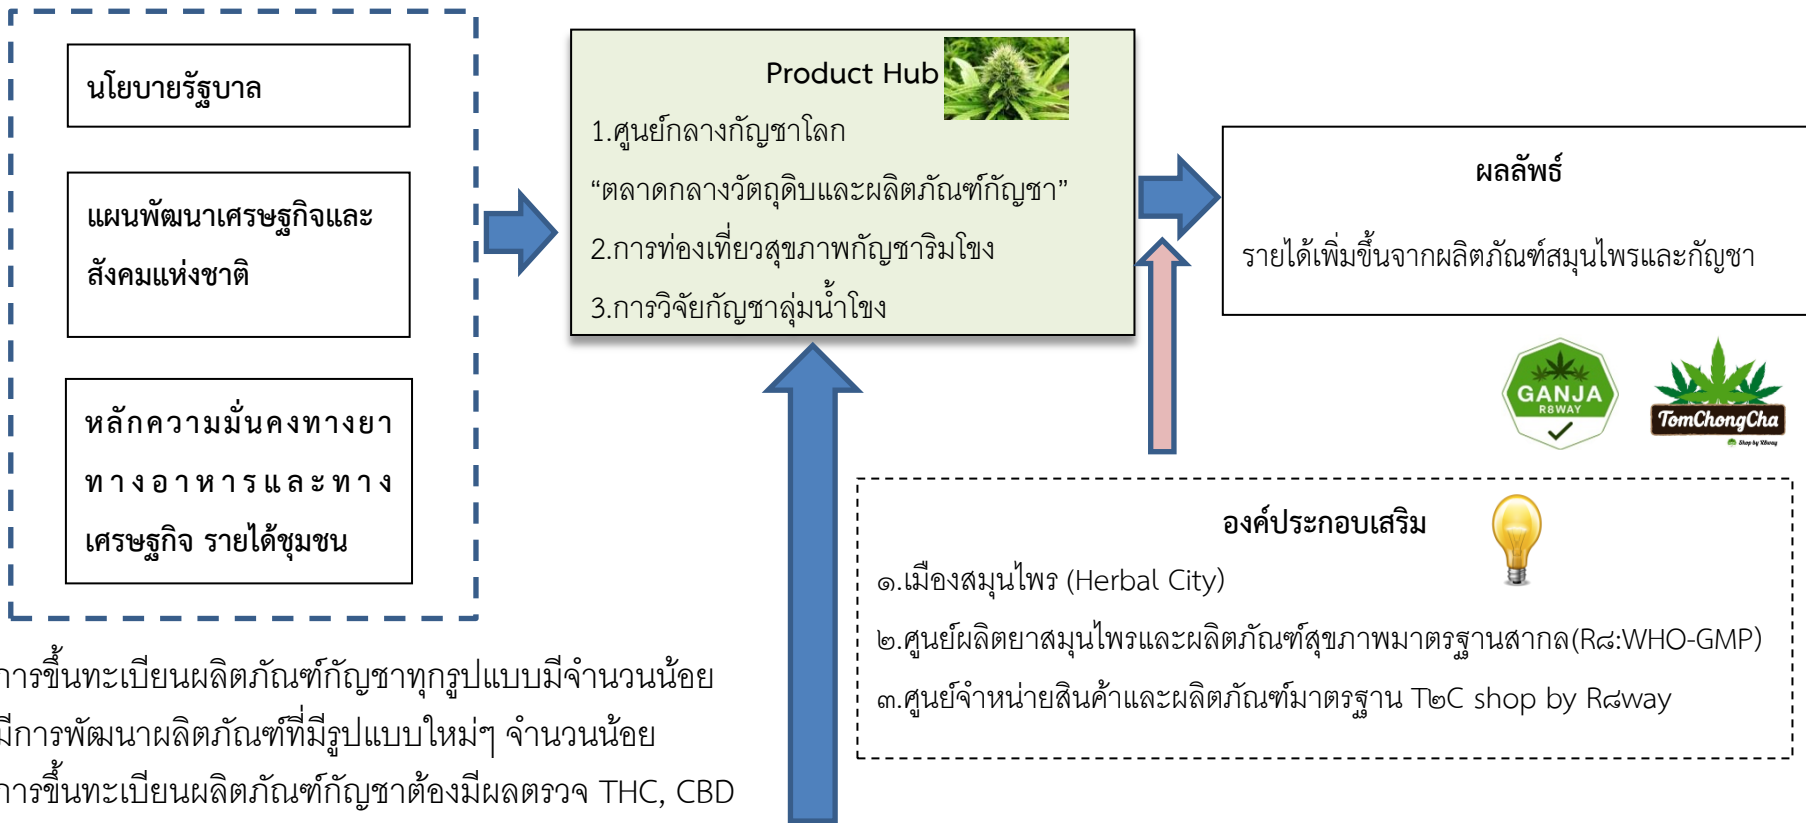 นโยบายรัฐบาล
แผนพัฒนาเศรษฐกิจและ
สังคมแห่งชาติ
หลักความมั่นคงทางยา
ทางอาหารและทาง
เศรษฐกิจ รายได้ชุมชน
Product Hub
1.ศูนย์กลางกัญชาโลก
“ตลาดกลางวัตถุดิบและผลิตภัณฑ์กัญชา”
2.การท่องเที่ยวสุขภาพกัญชาริมโขง
3.การวิจัยกัญชาลุ่มน้ำโขง
ผลลัพธ์
รายได้เพิ่มขึ้นจากผลิตภัณฑ์สมุนไพรและกัญชา
GANJA
R8WAY
TomChongCha
Shop by R8way
องค์ประกอบเสริม
๑.เมืองสมุนไพร (Herbal City)
๒.ศูนย์ผลิตยาสมุนไพรและผลิตภัณฑ์สุขภาพมาตรฐานสากล(R๘:WHO-GMP)
๓.ศูนย์จำหน่ายสินค้าและผลิตภัณฑ์มาตรฐาน T๒C shop by R๘way
การขึ้นทะเบียนผลิตภัณฑ์กัญชาทุกรูปแบบมีจำนวนน้อย
มีการพัฒนาผลิตภัณฑ์ที่มีรูปแบบใหม่ๆ จำนวนน้อย
การขึ้นทะเบียนผลิตภัณฑ์กัญชาต้องมีผลตรวจ THC, CBD